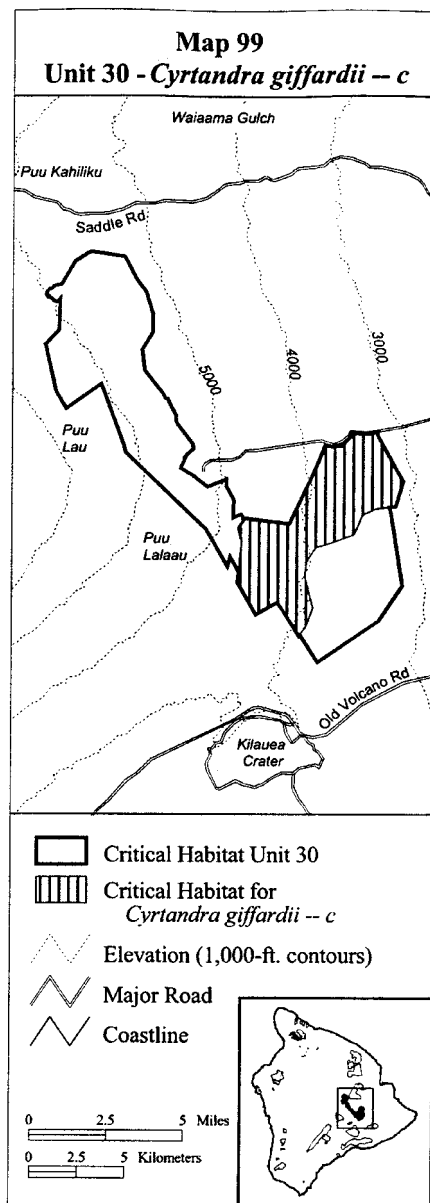 Map 99
Unit 30 - Cyrtandra giffardii -- c
Waiaama Gulch
Puu Kahiliku
Saddle Rd
5000
4000
3000
Puu
Lau
Puu
Lalaau
Old Volcano Rd
Kilauea
Crater
Critical Habitat Unit 30
Critical Habitat for
Cyrtandra giffardii -- c
Elevation (1,000-ft. contours)
Major Road
Coastline
0 2.5 5 Miles
0 2.5 5 Kilometers